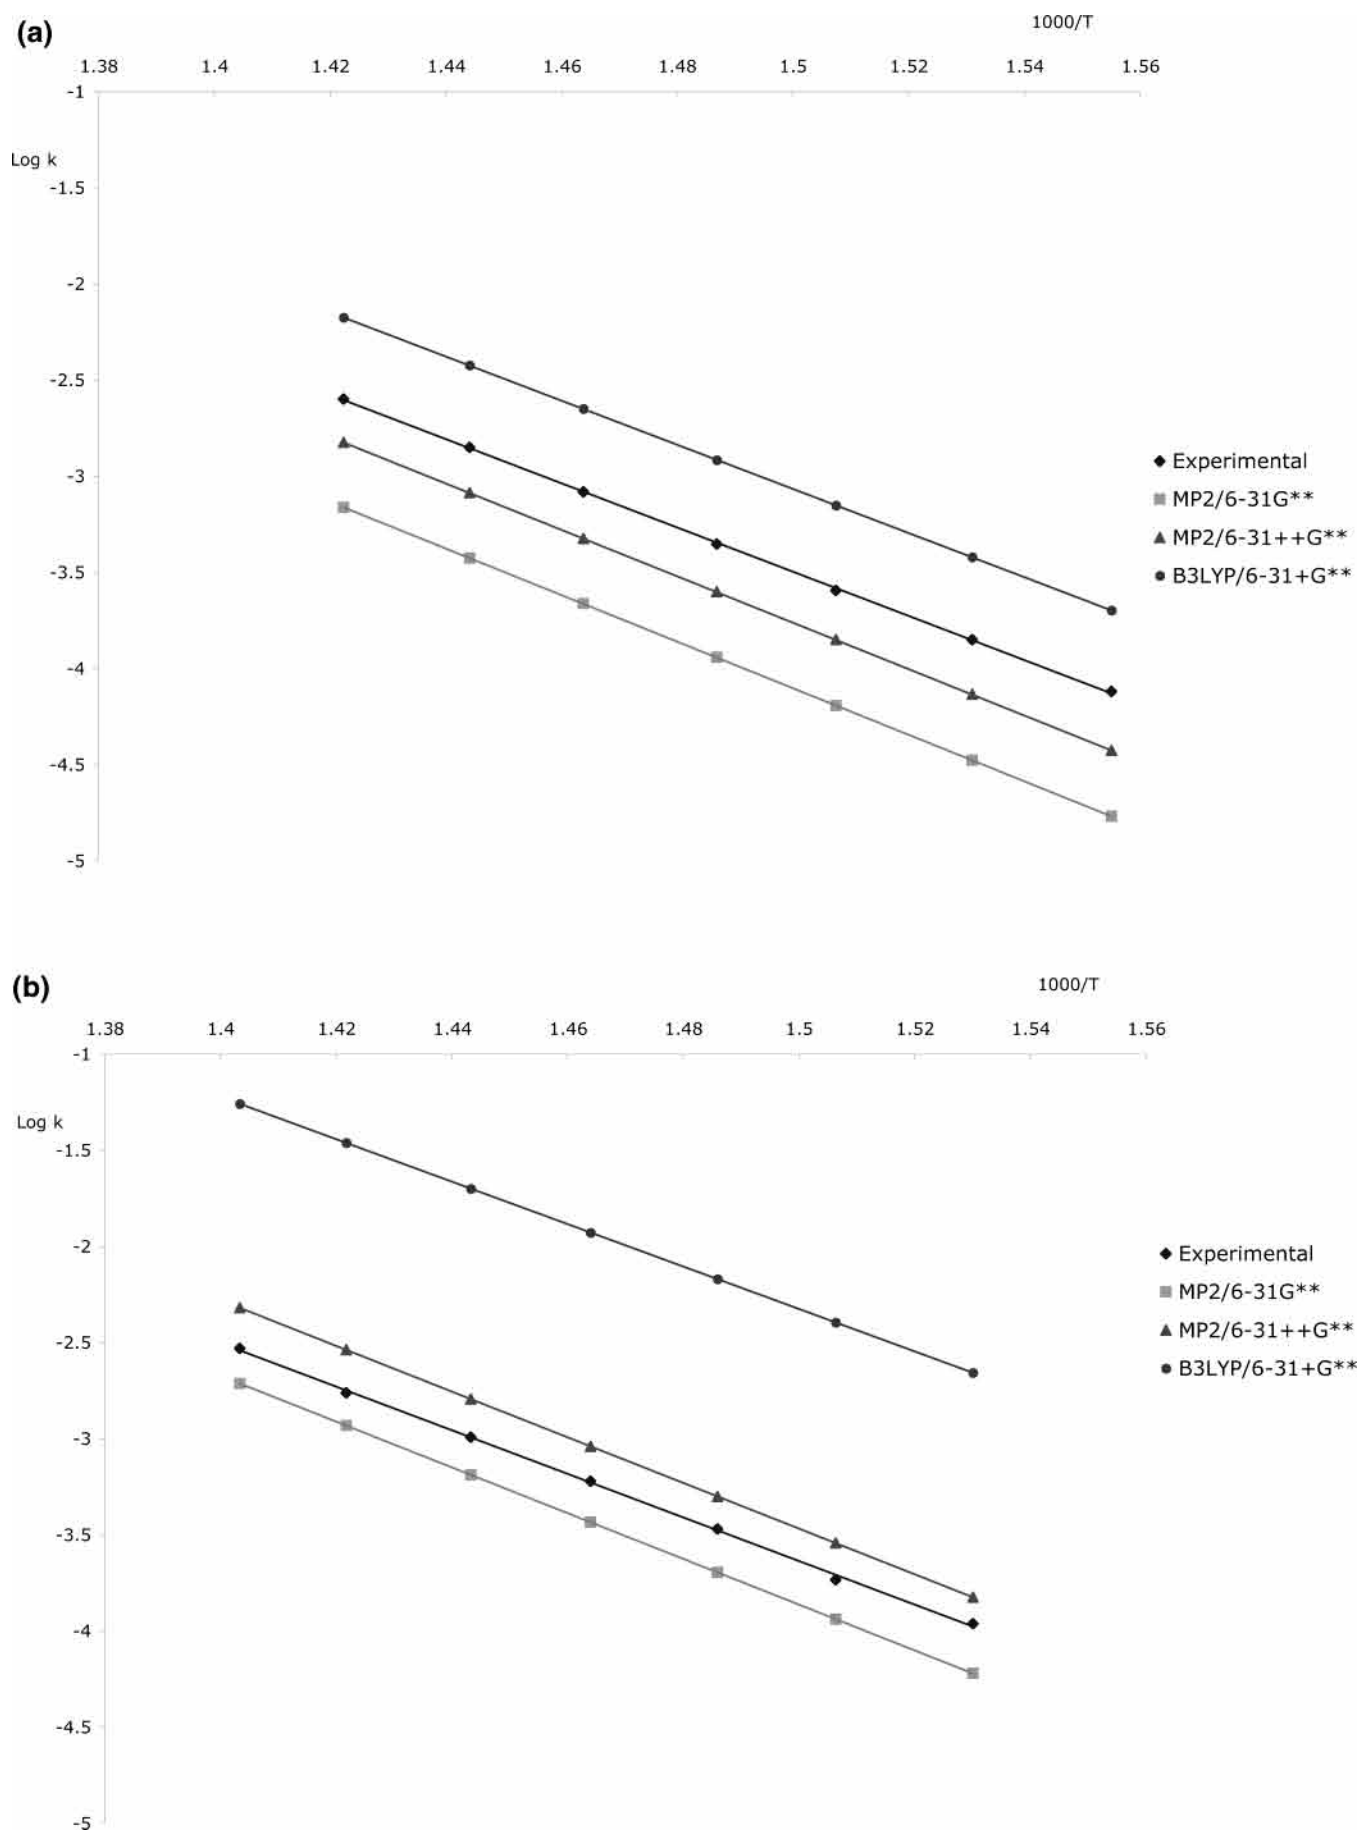 (a)
1000/T
1.38 1.4 1.42 1.44 1.46 1.48 1.5 1.52 1.54 1.56
-1
Log k
-1.5
-2
-2.5
-3
-3.5
-4
-4.5
-5
Experimental
MP2/6-31G**
MP2/6-31++G**
B3LYP/6-31+G**
(b)
1000/T
1.38 1.4 1.42 1.44 1.46 1.48 1.5 1.52 1.54 1.56
-1
Log k
-1.5
-2
-2.5
-3
-3.5
-4
-4.5
-5
Experimental
MP2/6-31G**
MP2/6-31++G**
B3LYP/6-31+G**